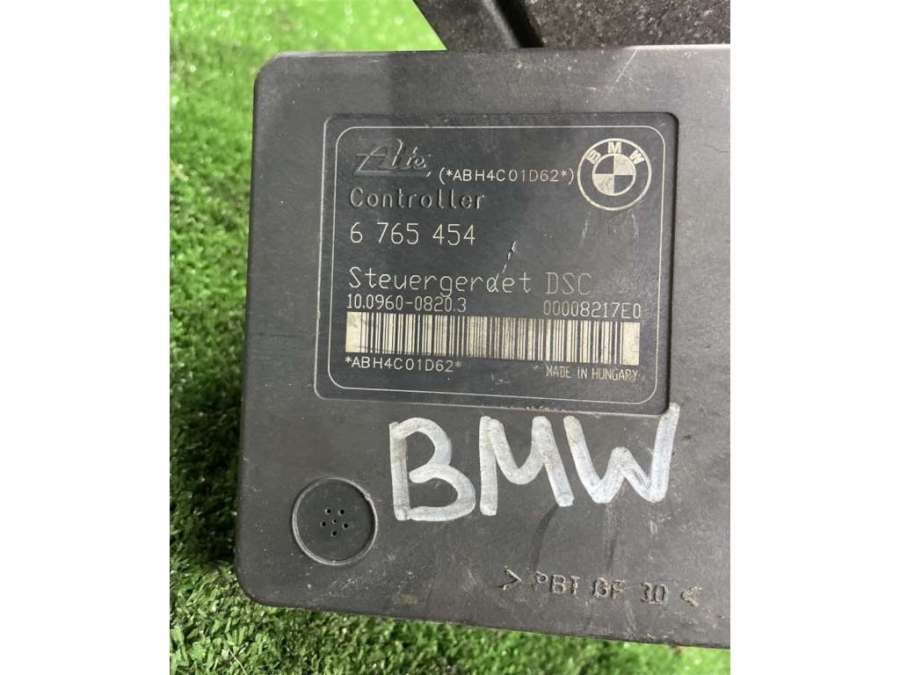 Ate (*ABH4C01D62*) BMW
Controller
6 765 454
Steuergeraet DSC
10.0960-0820.3 00008217E0
*ABH4C01D62* MADE IN HUNGARY
BMW
>PBT GF 30<